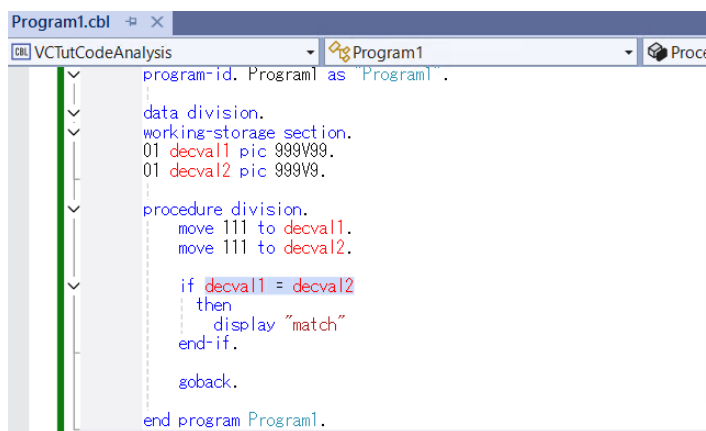 Program1.cbl
CBL VCTutCodeAnalysis Program1 Proce
program-id. Program1 as "Program1".
data division.
working-storage section.
01 decval1 pic 999V99.
01 decval2 pic 999V9.
procedure division.
move 111 to decval1.
move 111 to decval2.
if decval1 = decval2
then
display "match"
end-if.
goback.
end program Program1.